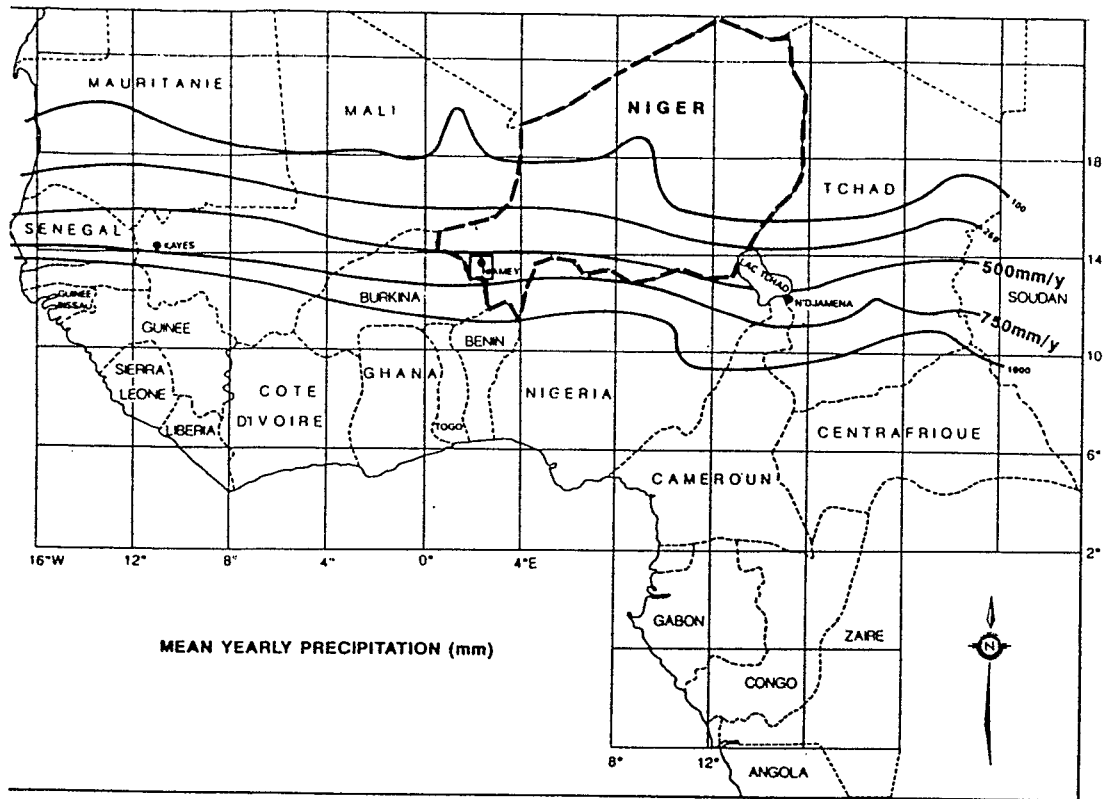 MAURITANIE
MALI
NIGER
18
TCHAD
100
SENEGAL
KAYES
14
NIAMEY
LAC TCHAD
500mm/y
SOUDAN
N'DJAMENA
GUINEE
BISSAU
BURKINA
750mm/y
GUINEE
BENIN
10
SIERRA
LEONE
GHANA
COTE
D'IVOIRE
NIGERIA
LIBERIA
TOGO
CENTRAFRIQUE
6°
CAMEROUN
16°W
12°
8°
4°
0°
4°E
2°
GABON
ZAIRE
MEAN YEARLY PRECIPITATION (mm)
N
CONGO
8°
12°
ANGOLA